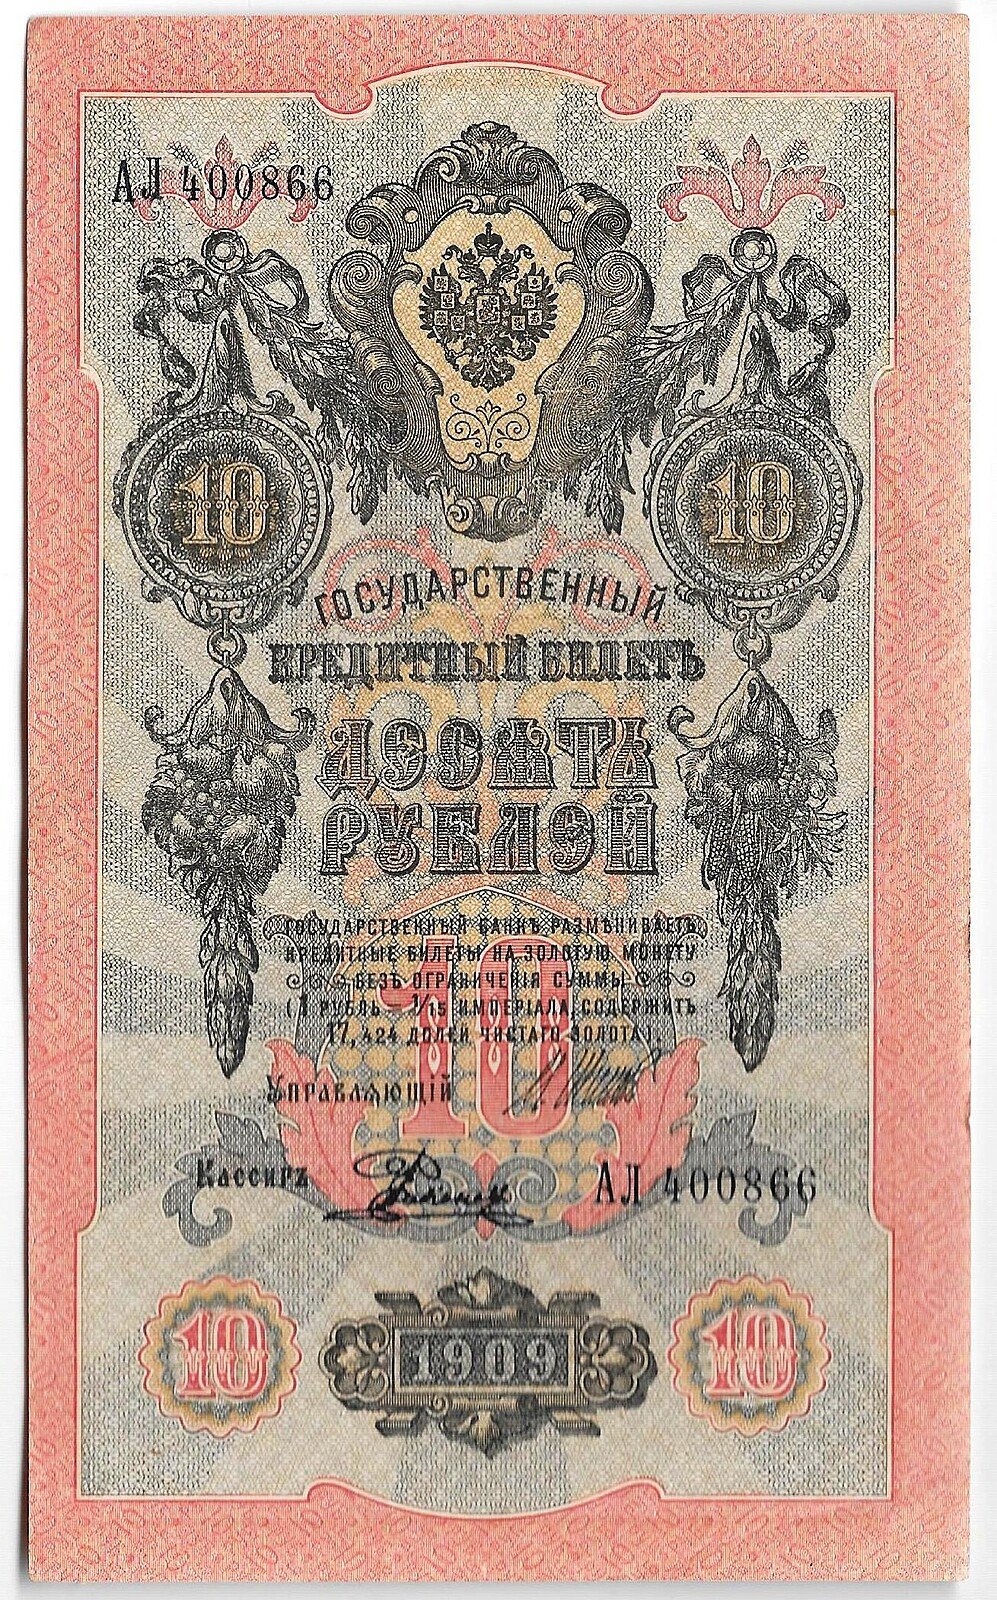 АЛ 400866
10 10
ГОСУДАРСТВЕННЫЙ
КРЕДИТНЫЙ БИЛЕТЪ
ДЕСЯТЬ
РУБЛЕЙ
10
ГОСУДАРСТВЕННЫЙ БАНКЪ РАЗМѢНИВАЕТЪ
КРЕДИТНЫЕ БИЛЕТЫ НА ЗОЛОТУЮ МОНЕТУ
БЕЗЪ ОГРАНИЧЕНІЯ СУММЫ
(1 РУБЛЬ = 1/15 ИМПЕРІАЛА, СОДЕРЖИТЪ
17,424 ДОЛЕЙ ЧИСТАГО ЗОЛОТА)
УПРАВЛЯЮЩІЙ
Кассиръ
АЛ 400866
10 1909 10